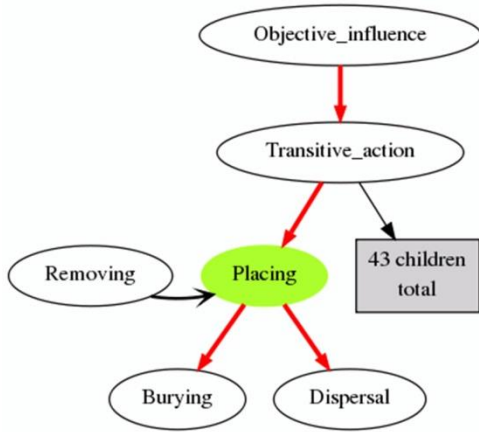 Objective_influence
Transitive_action
Removing
Placing
43 children
total
Burying
Dispersal